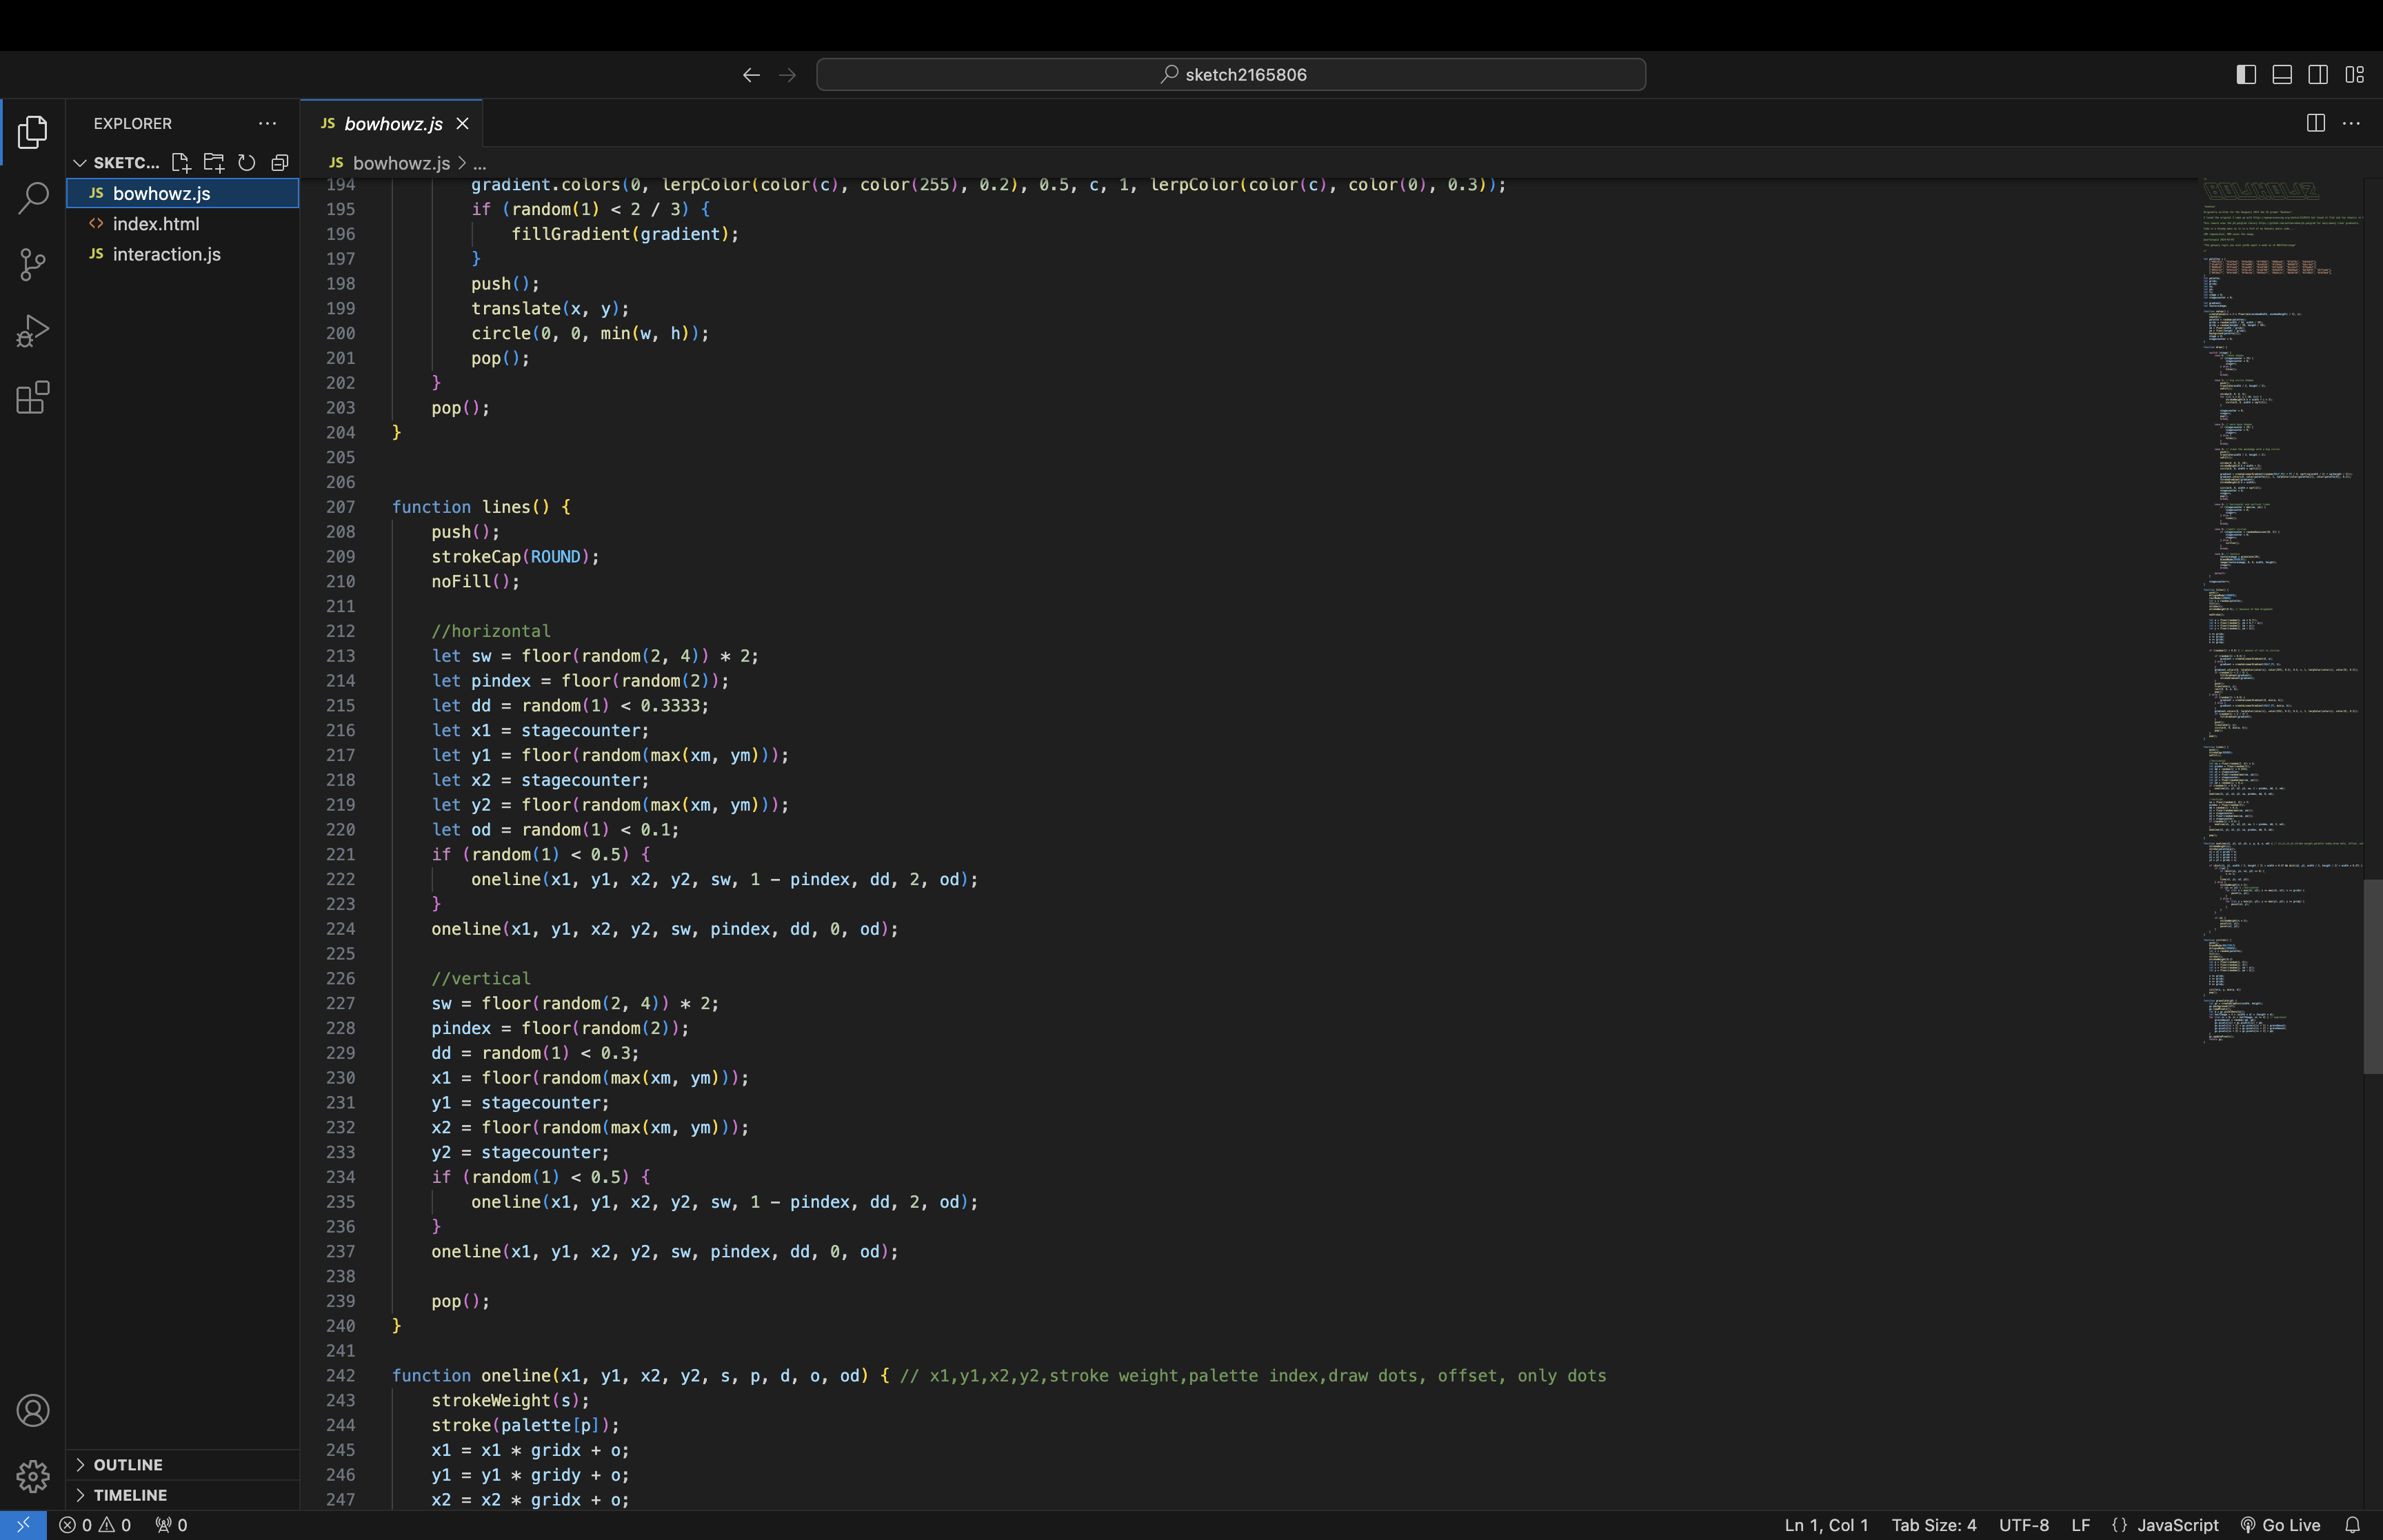 sketch2165806
EXPLORER
SKETC...
JS bowhowz.js
<> index.html
JS interaction.js
OUTLINE
TIMELINE
JS bowhowz.js
JS bowhowz.js > ...
194 gradient.colors(0, lerpColor(color(c), color(255), 0.2), 0.5, c, 1, lerpColor(color(c), color(0), 0.3));
195 if (random(1) < 2 / 3) {
196 fillGradient(gradient);
197 }
198 push();
199 translate(x, y);
200 circle(0, 0, min(w, h));
201 pop();
202 }
203 pop();
204 }
205
206
207 function lines() {
208 push();
209 strokeCap(ROUND);
210 noFill();
211
212 //horizontal
213 let sw = floor(random(2, 4)) * 2;
214 let pindex = floor(random(2));
215 let dd = random(1) < 0.3333;
216 let x1 = stagecounter;
217 let y1 = floor(random(max(xm, ym)));
218 let x2 = stagecounter;
219 let y2 = floor(random(max(xm, ym)));
220 let od = random(1) < 0.1;
221 if (random(1) < 0.5) {
222 oneline(x1, y1, x2, y2, sw, 1 - pindex, dd, 2, od);
223 }
224 oneline(x1, y1, x2, y2, sw, pindex, dd, 0, od);
225
226 //vertical
227 sw = floor(random(2, 4)) * 2;
228 pindex = floor(random(2));
229 dd = random(1) < 0.3;
230 x1 = floor(random(max(xm, ym)));
231 y1 = stagecounter;
232 x2 = floor(random(max(xm, ym)));
233 y2 = stagecounter;
234 if (random(1) < 0.5) {
235 oneline(x1, y1, x2, y2, sw, 1 - pindex, dd, 2, od);
236 }
237 oneline(x1, y1, x2, y2, sw, pindex, dd, 0, od);
238
239 pop();
240 }
241
242 function oneline(x1, y1, x2, y2, s, p, d, o, od) { // x1,y1,x2,y2,stroke weight,palette index,draw dots, offset, only dots
243 strokeWeight(s);
244 stroke(palette[p]);
245 x1 = x1 * gridx + o;
246 y1 = y1 * gridy + o;
247 x2 = x2 * gridx + o;
BOWHOWZ
0 0 0
Ln 1, Col 1 Tab Size: 4 UTF-8 LF {} JavaScript Go Live